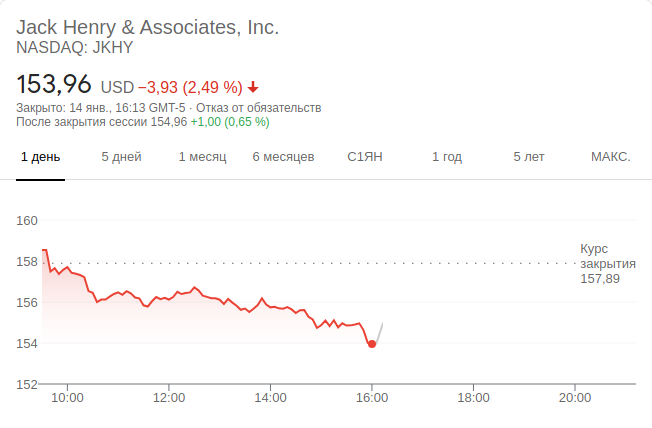 Jack Henry & Associates, Inc.
NASDAQ: JKHY
153,96 USD −3,93 (2,49 %)
Закрыто: 14 янв., 16:13 GMT-5 · Отказ от обязательств
После закрытия сессии 154,96 +1,00 (0,65 %)
1 день 5 дней 1 месяц 6 месяцев С1ЯН 1 год 5 лет МАКС.
160
158
156
154
152
Курс
закрытия
157,89
10:00 12:00 14:00 16:00 18:00 20:00